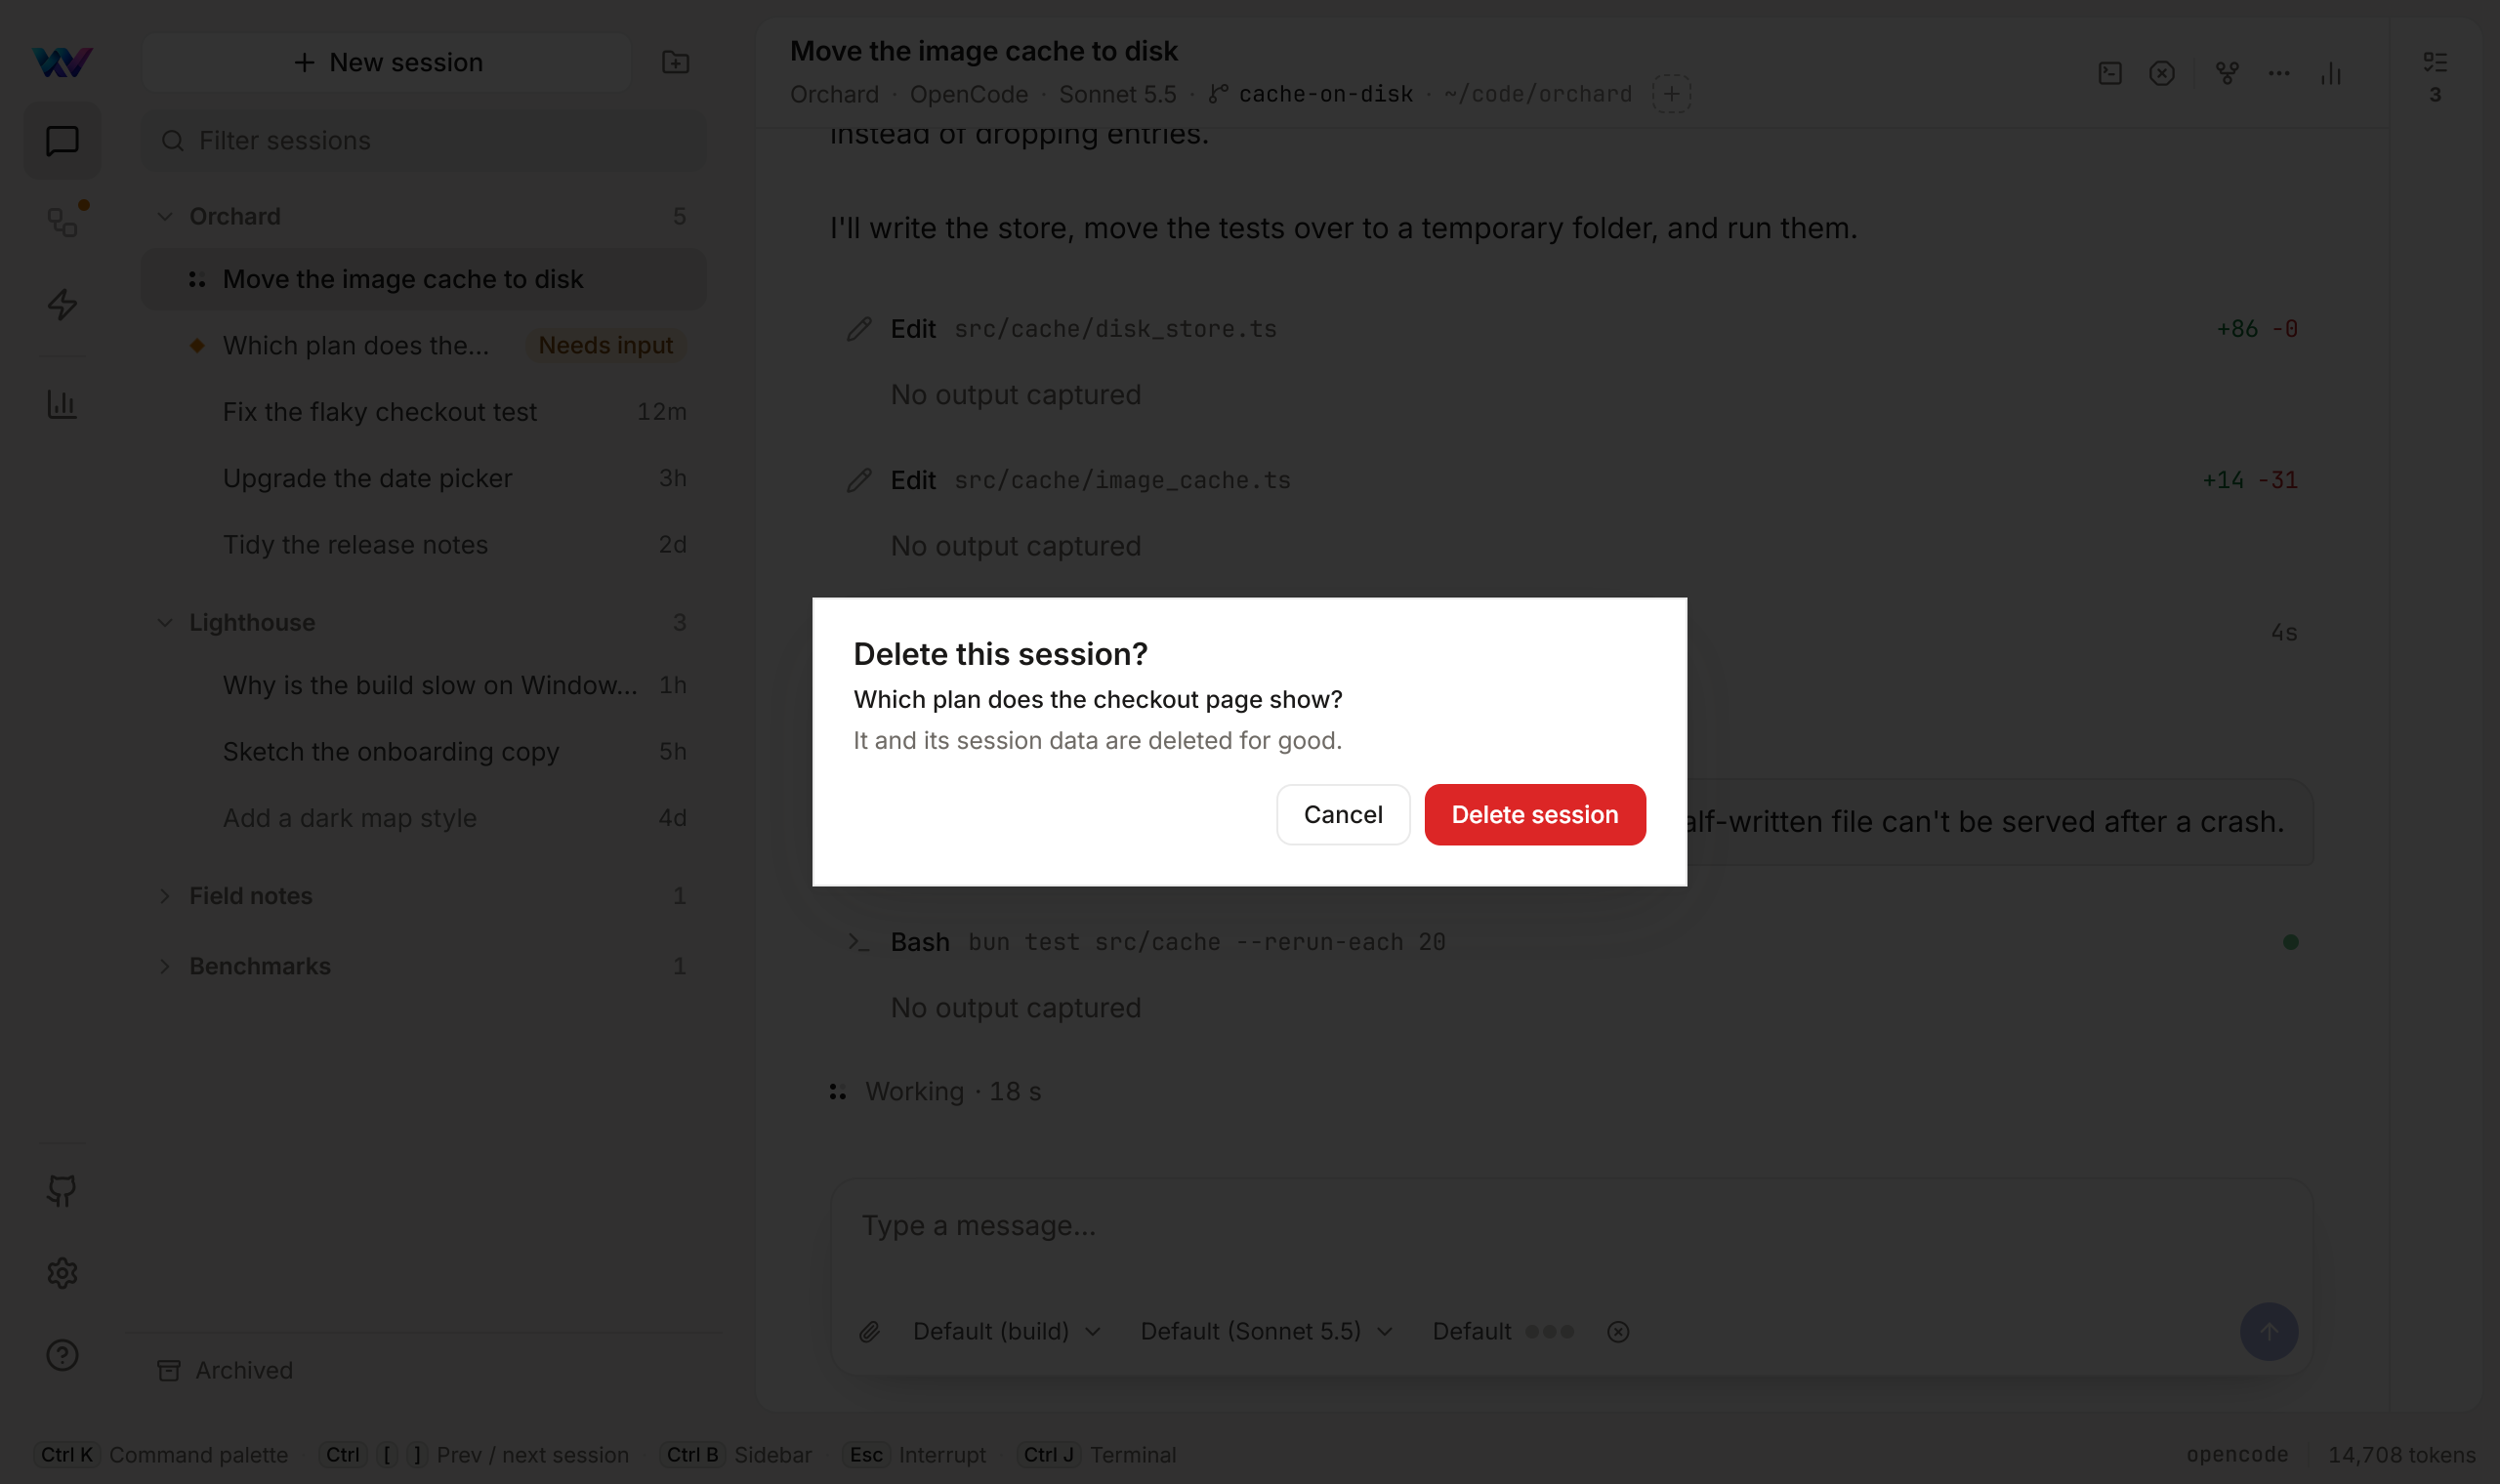 New session
Filter sessions
Orchard 5
Move the image cache to disk
Which plan does the... Needs input
Fix the flaky checkout test 12m
Upgrade the date picker 3h
Tidy the release notes 2d
Lighthouse 3
Why is the build slow on Window... 1h
Sketch the onboarding copy 5h
Add a dark map style 4d
Field notes 1
Benchmarks 1
Archived
Move the image cache to disk
Orchard · OpenCode · Sonnet 5.5 · cache-on-disk · ~/code/orchard
3
instead of dropping entries.
I'll write the store, move the tests over to a temporary folder, and run them.
Edit src/cache/disk_store.ts +86 -0
No output captured
Edit src/cache/image_cache.ts +14 -31
No output captured
4s
Delete this session?
Which plan does the checkout page show?
It and its session data are deleted for good.
Cancel Delete session
alf-written file can't be served after a crash.
Bash bun test src/cache --rerun-each 20
No output captured
Working · 18 s
Type a message...
Default (build) Default (Sonnet 5.5) Default
Ctrl K Command palette Ctrl [ ] Prev / next session Ctrl B Sidebar Esc Interrupt Ctrl J Terminal
opencode 14,708 tokens